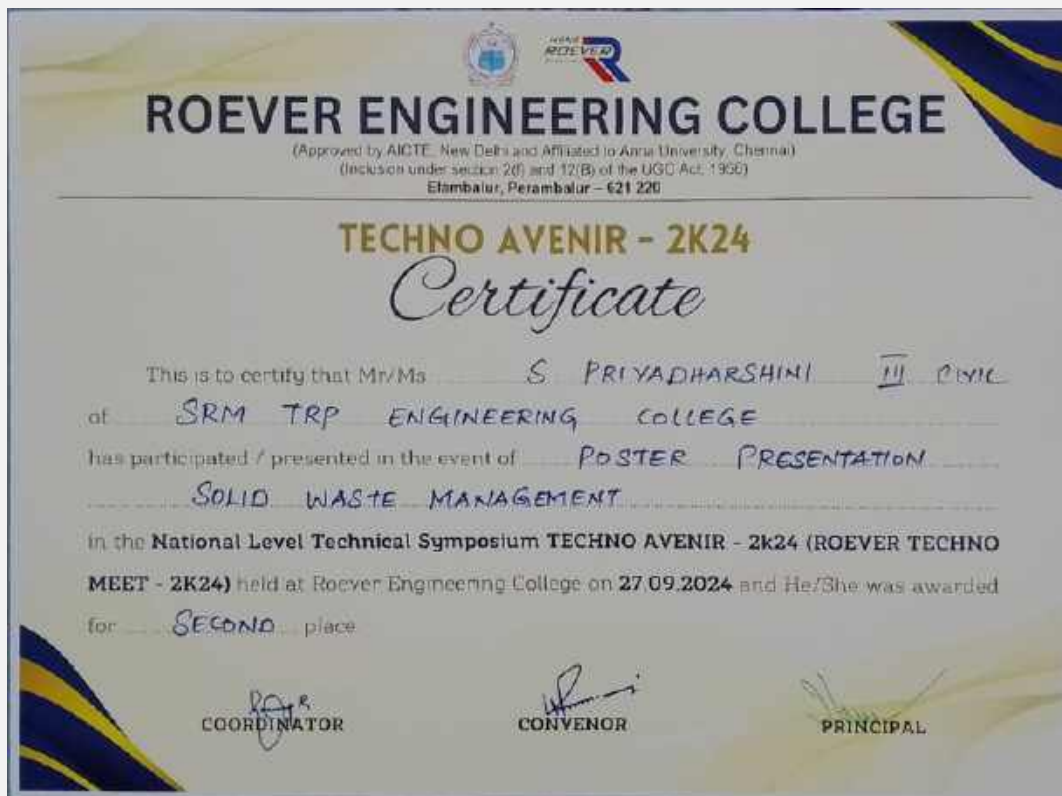 HANS
ROEVER
ROEVER ENGINEERING COLLEGE
(Approved by AICTE, New Delhi and Affiliated to Anna University, Chennai)
(Inclusion under section 2(f) and 12(B) of the UGC Act, 1956)
Elambalur, Perambalur – 621 220
TECHNO AVENIR - 2K24
Certificate
This is to certify that Mr/Ms S PRIYADHARSHINI III CIVIL
of SRM TRP ENGINEERING COLLEGE
has participated / presented in the event of POSTER PRESENTATION
SOLID WASTE MANAGEMENT
in the National Level Technical Symposium TECHNO AVENIR - 2k24 (ROEVER TECHNO
MEET - 2K24) held at Roever Engineering College on 27.09.2024 and He/She was awarded
for SECOND place
COORDINATOR CONVENOR PRINCIPAL